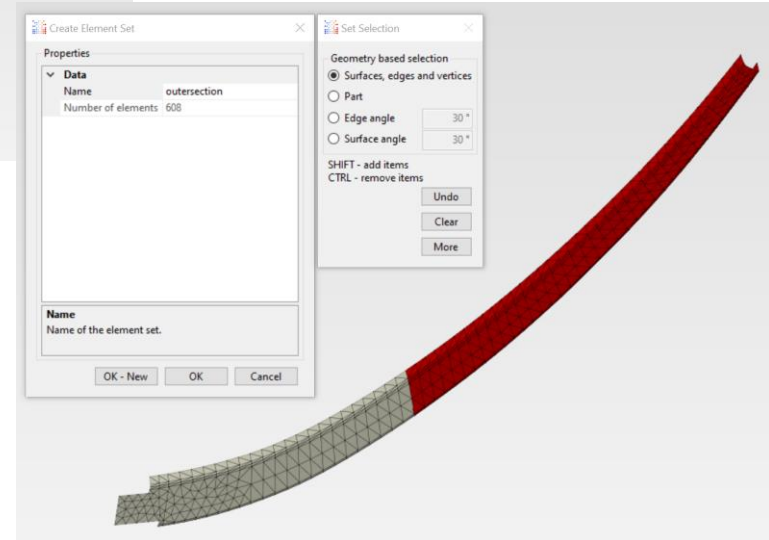 Create Element Set
Properties
Data
Name outersection
Number of elements 608
Name
Name of the element set.
OK - New OK Cancel
Set Selection
Geometry based selection
Surfaces, edges and vertices
Part
Edge angle 30 °
Surface angle 30 °
SHIFT - add items
CTRL - remove items
Undo
Clear
More